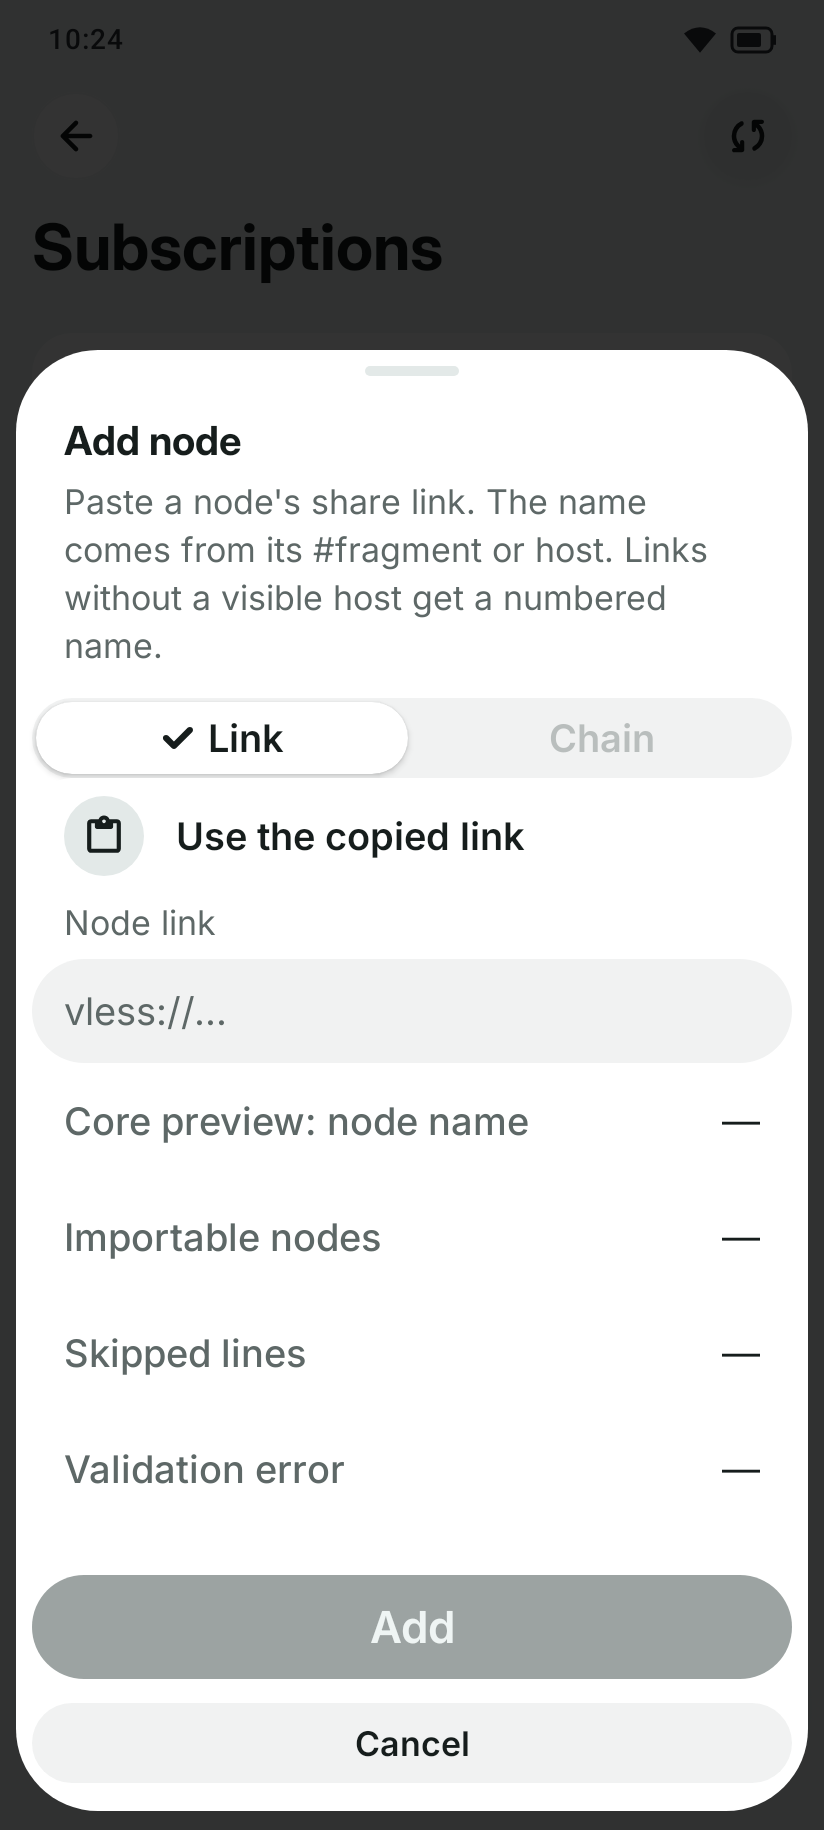 10:24
Subscriptions
Add node
Paste a node's share link. The name
comes from its #fragment or host. Links
without a visible host get a numbered
name.
Link
Chain
Use the copied link
Node link
vless://...
Core preview: node name —
Importable nodes —
Skipped lines —
Validation error —
Add
Cancel